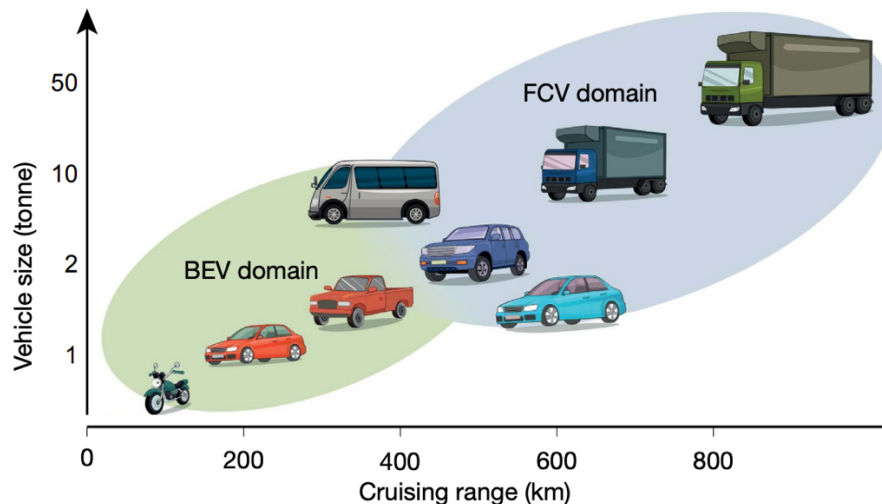 50
FCV domain
10
Vehicle size (tonne)
2
BEV domain
1
0
200
400
600
800
Cruising range (km)